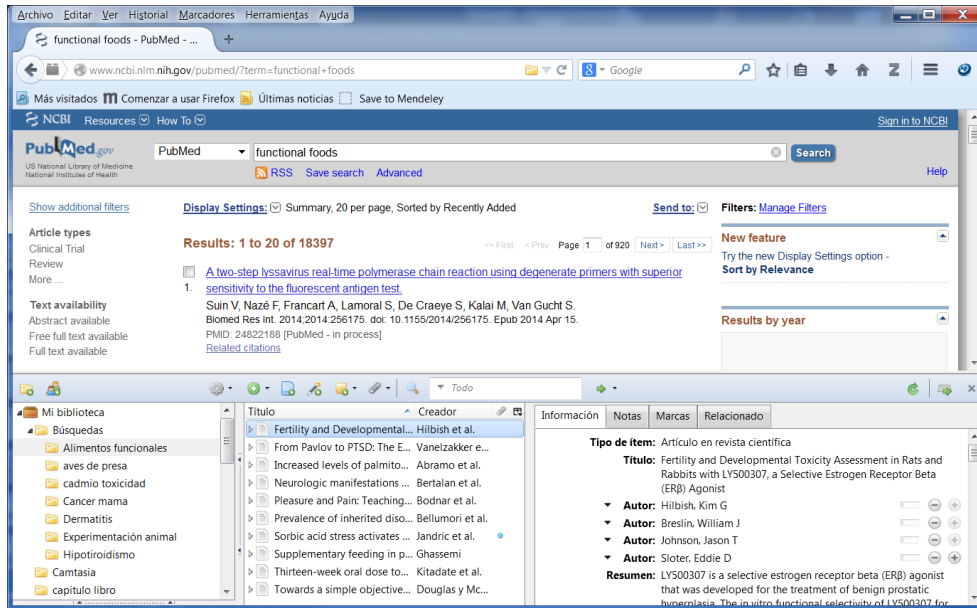 Archivo Editar Ver Historial Marcadores Herramientas Ayuda
functional foods - PubMed - ... +
www.ncbi.nlm.nih.gov/pubmed/?term=functional+foods Google
Más visitados Comenzar a usar Firefox Últimas noticias Save to Mendeley
NCBI Resources How To Sign in to NCBI
PubMed.gov PubMed functional foods Search
US National Library of Medicine
National Institutes of Health
RSS Save search Advanced Help
Show additional filters
Article types
Clinical Trial
Review
More ...
Text availability
Abstract available
Free full text available
Full text available
Display Settings: Summary, 20 per page, Sorted by Recently Added Send to:
Results: 1 to 20 of 18397 << First < Prev Page 1 of 920 Next > Last >>
A two-step lyssavirus real-time polymerase chain reaction using degenerate primers with superior
1. sensitivity to the fluorescent antigen test.
Suin V, Nazé F, Francart A, Lamoral S, De Craeye S, Kalai M, Van Gucht S.
Biomed Res Int. 2014;2014:256175. doi: 10.1155/2014/256175. Epub 2014 Apr 15.
PMID: 24822188 [PubMed - in process]
Related citations
Filters: Manage Filters
New feature
Try the new Display Settings option -
Sort by Relevance
Results by year
Todo
Mi biblioteca
Búsquedas
Alimentos funcionales
aves de presa
cadmio toxicidad
Cancer mama
Dermatitis
Experimentación animal
Hipotiroidismo
Camtasia
capitulo libro
Título Creador
Fertility and Developmental... Hilbish et al.
From Pavlov to PTSD: The E... Vanelzakker e...
Increased levels of palmito... Abramo et al.
Neurologic manifestations ... Bertalan et al.
Pleasure and Pain: Teaching... Bodnar et al.
Prevalence of inherited diso... Bellumori et al.
Sorbic acid stress activates ... Jandric et al.
Supplementary feeding in p... Ghassemi
Thirteen-week oral dose to... Kitadate et al.
Towards a simple objective... Douglas y Mc...
Información Notas Marcas Relacionado
Tipo de ítem: Artículo en revista científica
Título: Fertility and Developmental Toxicity Assessment in Rats and
Rabbits with LY500307, a Selective Estrogen Receptor Beta
(ERβ) Agonist
Autor: Hilbish, Kim G
Autor: Breslin, William J
Autor: Johnson, Jason T
Autor: Sloter, Eddie D
Resumen: LY500307 is a selective estrogen receptor beta (ERβ) agonist
that was developed for the treatment of benign prostatic
hyperplasia. The in vitro functional selectivity of LY500307 for